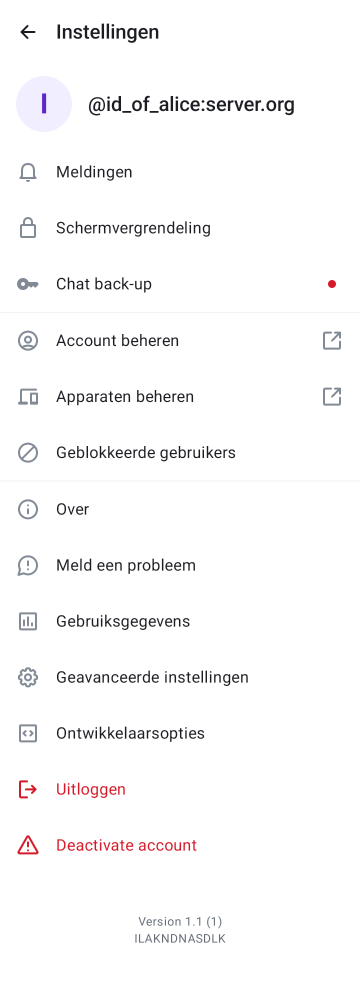 Instellingen
I
@id_of_alice:server.org
Meldingen
Schermvergrendeling
Chat back-up
Account beheren
Apparaten beheren
Geblokkeerde gebruikers
Over
Meld een probleem
Gebruiksgegevens
Geavanceerde instellingen
Ontwikkelaarsopties
Uitloggen
Deactivate account
Version 1.1 (1)
ILAKNDNASDLK